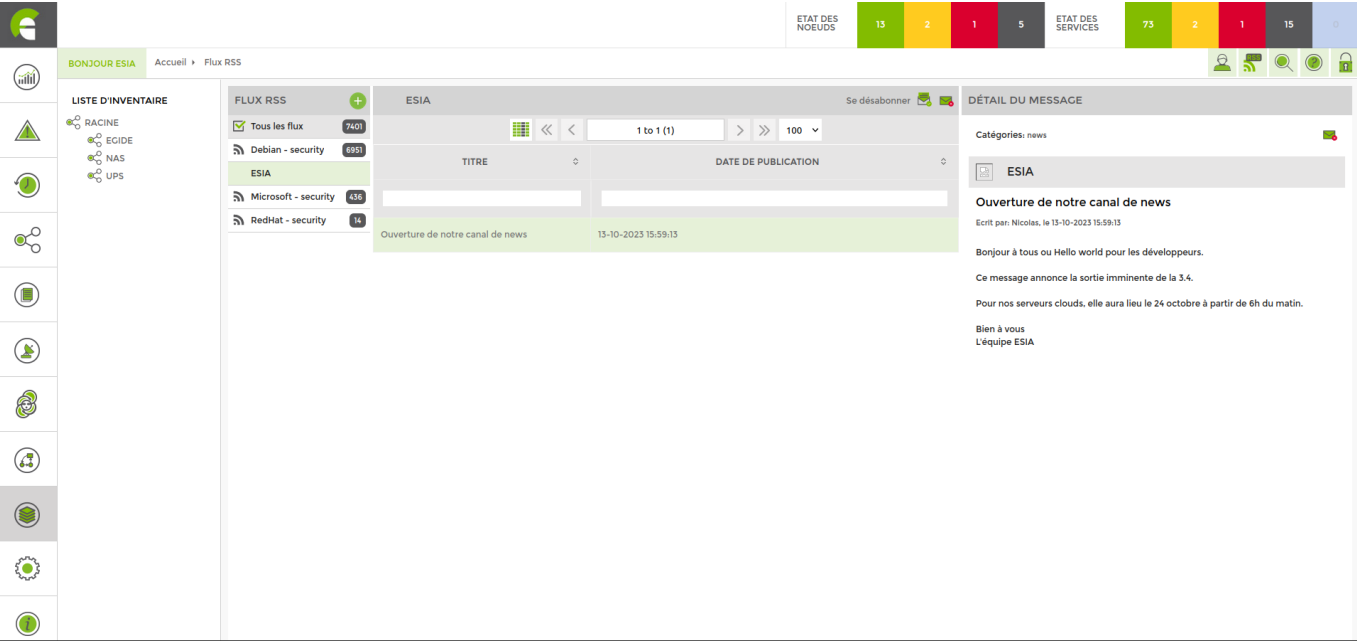 ETAT DES NOEUDS
13
2
1
5
ETAT DES SERVICES
73
2
1
15
BONJOUR ESIA
Accueil
Flux RSS
RSS
LISTE D'INVENTAIRE
RACINE
EGIDE
NAS
UPS
FLUX RSS
Tous les flux 7401
Debian - security 6951
ESIA
Microsoft - security 436
RedHat - security 14
ESIA
Se désabonner
1 to 1 (1)
100
TITRE
DATE DE PUBLICATION
Ouverture de notre canal de news
13-10-2023 15:59:13
DÉTAIL DU MESSAGE
Catégories: news
ESIA
Ouverture de notre canal de news
Ecrit par: Nicolas, le 13-10-2023 15:59:13
Bonjour à tous ou Hello world pour les développeurs.
Ce message annonce la sortie imminente de la 3.4.
Pour nos serveurs clouds, elle aura lieu le 24 octobre à partir de 6h du matin.
Bien à vous
L'équipe ESIA